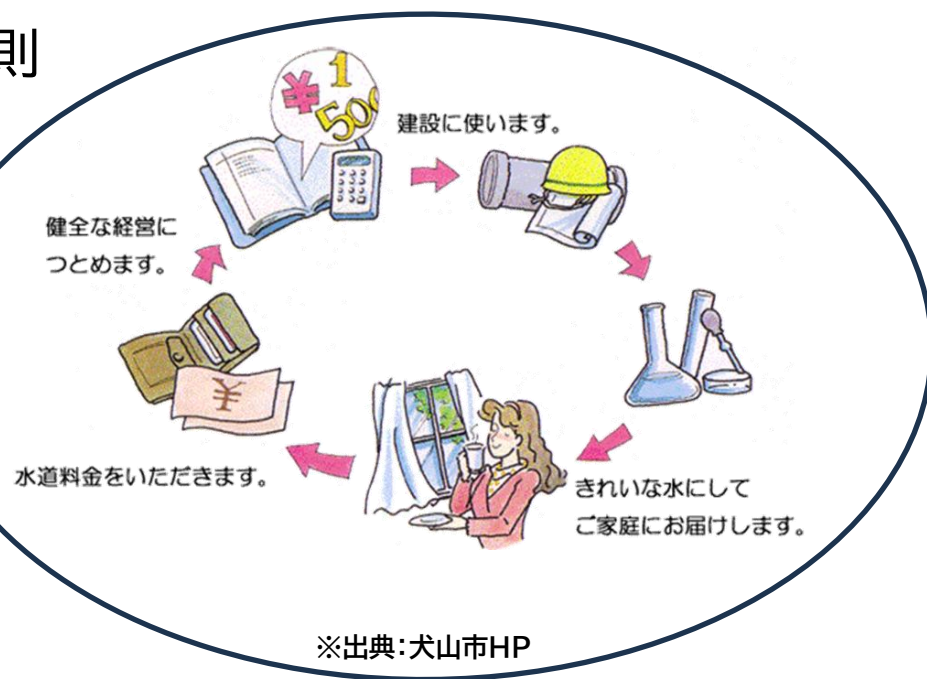 則
¥ 1
500
建設に使います。
健全な経営に
つとめます。
¥
水道料金をいただきます。
きれいな水にして
ご家庭にお届けします。
※出典：犬山市HP